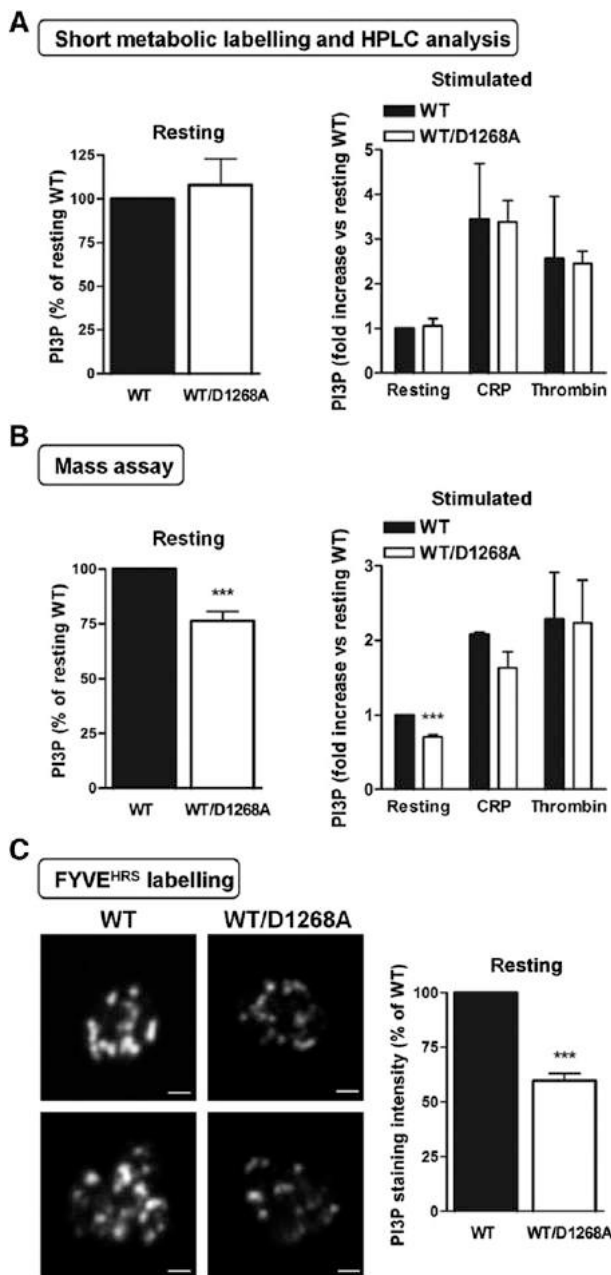 A
Short metabolic labelling and HPLC analysis
Resting
PI3P (% of resting WT)
125
100
75
50
25
0
WT WT/D1268A
Stimulated
WT
WT/D1268A
PI3P (fold increase vs resting WT)
5
4
3
2
1
0
Resting CRP Thrombin
B
Mass assay
Resting
PI3P (% of resting WT)
100
75
50
25
0
***
WT WT/D1268A
Stimulated
WT
WT/D1268A
PI3P (fold increase vs resting WT)
3
2
1
0
***
Resting CRP Thrombin
C
FYVEHRS labelling
WT WT/D1268A
Resting
PI3P staining intensity (% of WT)
100
75
50
25
0
***
WT WT/D1268A